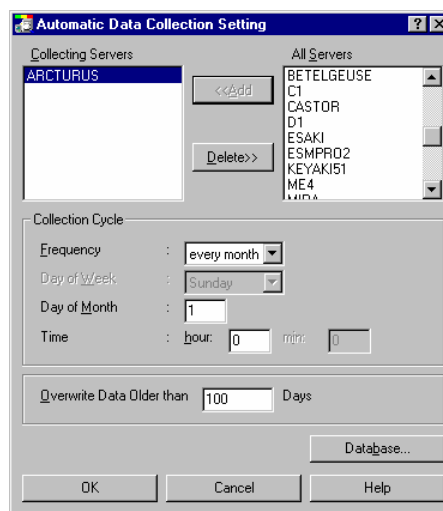 Automatic Data Collection Setting
Collecting Servers
All Servers
ARCTURUS
<<Add
Delete>>
BETELGEUSE
C1
CASTOR
D1
ESAKI
ESMPRO2
KEYAKI51
ME4
MIRA
Collection Cycle
Frequency : every month
Day of Week : Sunday
Day of Month : 1
Time : hour: 0 min: 0
Overwrite Data Older than 100 Days
Database...
OK Cancel Help